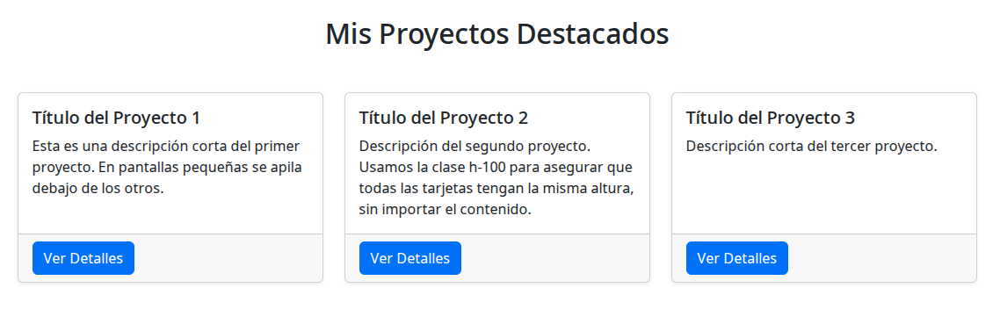 Mis Proyectos Destacados
Título del Proyecto 1
Esta es una descripción corta del primer
proyecto. En pantallas pequeñas se apila
debajo de los otros.
Ver Detalles
Título del Proyecto 2
Descripción del segundo proyecto.
Usamos la clase h-100 para asegurar que
todas las tarjetas tengan la misma altura,
sin importar el contenido.
Ver Detalles
Título del Proyecto 3
Descripción corta del tercer proyecto.
Ver Detalles